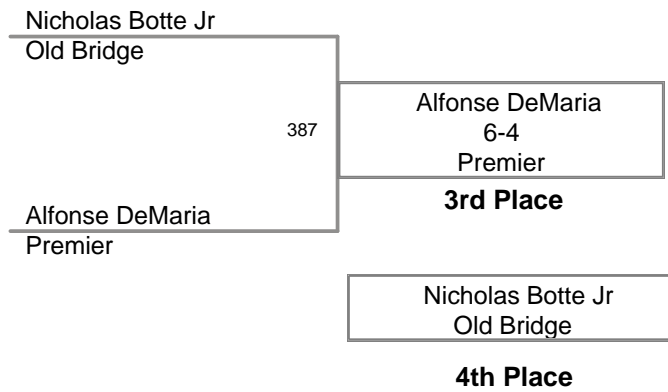 Nicholas Botte Jr
Old Bridge
387
Alfonse DeMaria
6-4
Premier
3rd Place
Alfonse DeMaria
Premier
Nicholas Botte Jr
Old Bridge
4th Place